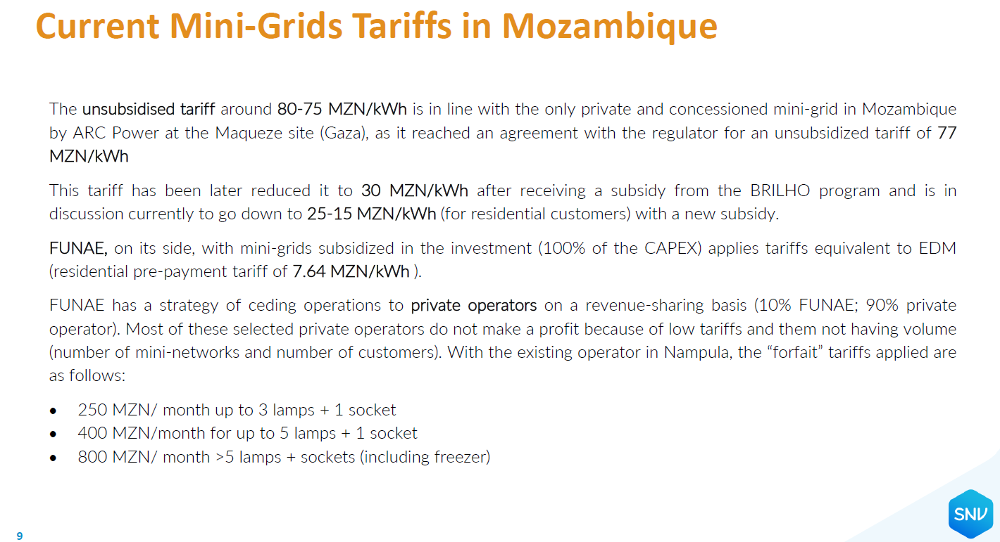 Current Mini-Grids Tariffs in Mozambique
The unsubsidised tariff around 80-75 MZN/kWh is in line with the only private and concessioned mini-grid in Mozambique
by ARC Power at the Maqueze site (Gaza), as it reached an agreement with the regulator for an unsubsidized tariff of 77
MZN/kWh
This tariff has been later reduced it to 30 MZN/kWh after receiving a subsidy from the BRILHO program and is in
discussion currently to go down to 25-15 MZN/kWh (for residential customers) with a new subsidy.
FUNAE, on its side, with mini-grids subsidized in the investment (100% of the CAPEX) applies tariffs equivalent to EDM
(residential pre-payment tariff of 7.64 MZN/kWh ).
FUNAE has a strategy of ceding operations to private operators on a revenue-sharing basis (10% FUNAE; 90% private
operator). Most of these selected private operators do not make a profit because of low tariffs and them not having volume
(number of mini-networks and number of customers). With the existing operator in Nampula, the “forfait” tariffs applied are
as follows:
• 250 MZN/ month up to 3 lamps + 1 socket
• 400 MZN/month for up to 5 lamps + 1 socket
• 800 MZN/ month >5 lamps + sockets (including freezer)
SNV
9